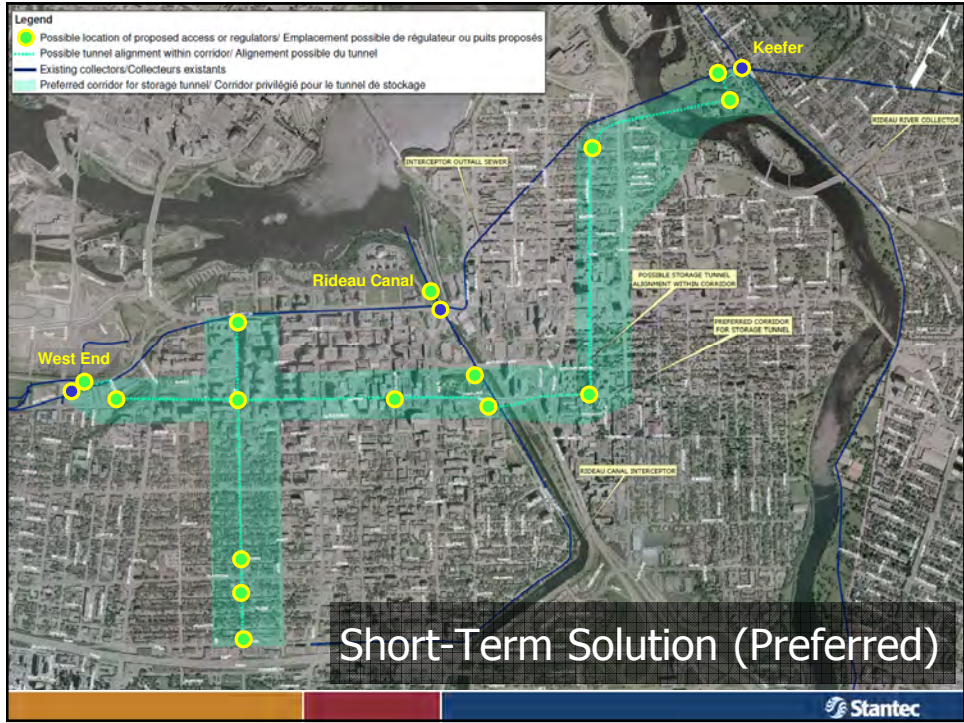 Legend
Possible location of proposed access or regulators/ Emplacement possible de régulateur ou puits proposés
Possible tunnel alignment within corridor/ Alignement possible du tunnel
Existing collectors/Collecteurs existants
Preferred corridor for storage tunnel/ Corridor privilégié pour le tunnel de stockage
Keefer
RIDEAU RIVER COLLECTOR
INTERCEPTOR OUTFALL SEWER
Rideau Canal
POSSIBLE STORAGE TUNNEL
ALIGNMENT WITHIN CORRIDOR
PREFERRED CORRIDOR
FOR STORAGE TUNNEL
West End
RIDEAU CANAL INTERCEPTOR
Short-Term Solution (Preferred)
Stantec